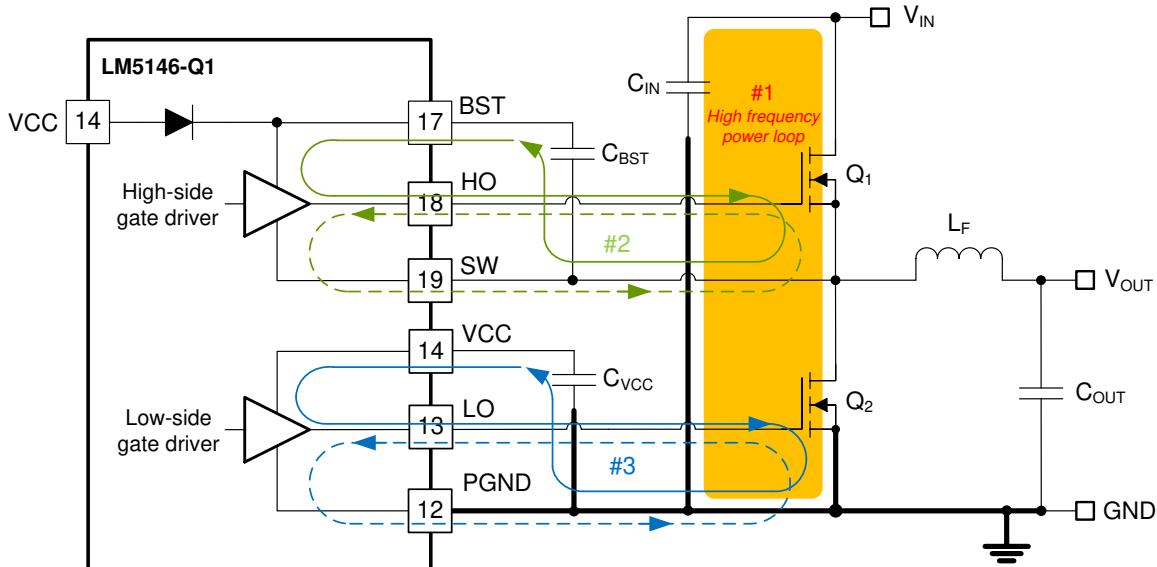 V_IN
LM5146-Q1
C_IN
#1
High frequency
power loop
VCC
14
17
BST
C_BST
High-side
gate driver
HO
18
Q_1
#2
L_F
SW
19
V_OUT
VCC
14
C_VCC
Low-side
gate driver
LO
13
Q_2
C_OUT
#3
PGND
12
GND